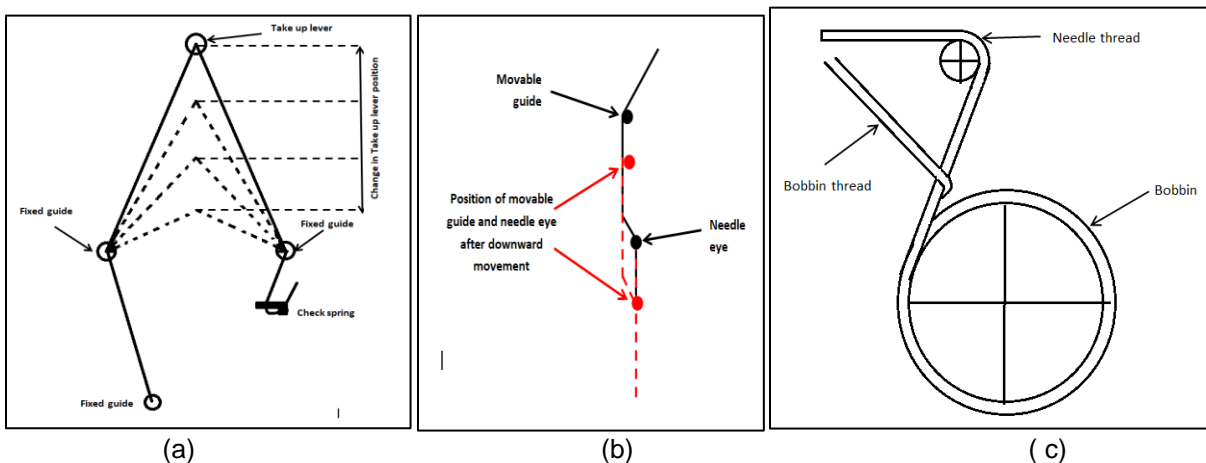 Take up lever
Change in Take up lever position
Fixed guide
Fixed guide
Check spring
Fixed guide
(a)
Movable
guide
Position of movable
guide and needle eye
after downward
movement
Needle
eye
(b)
Needle thread
Bobbin thread
Bobbin
( c)